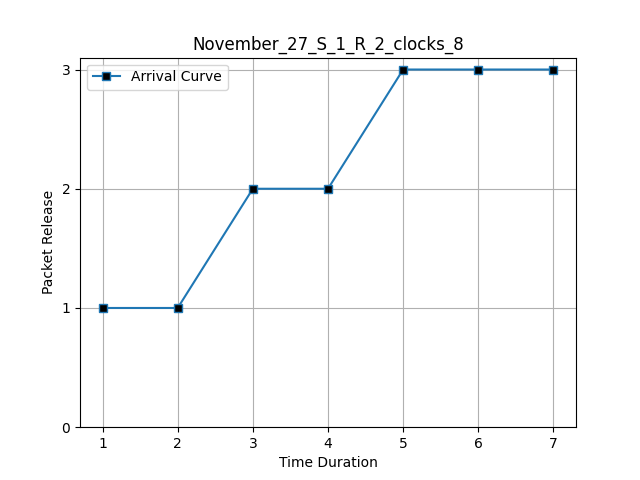 November_27_S_1_R_2_clocks_8
Arrival Curve
3
2
1
0
Packet Release
1 2 3 4 5 6 7
Time Duration